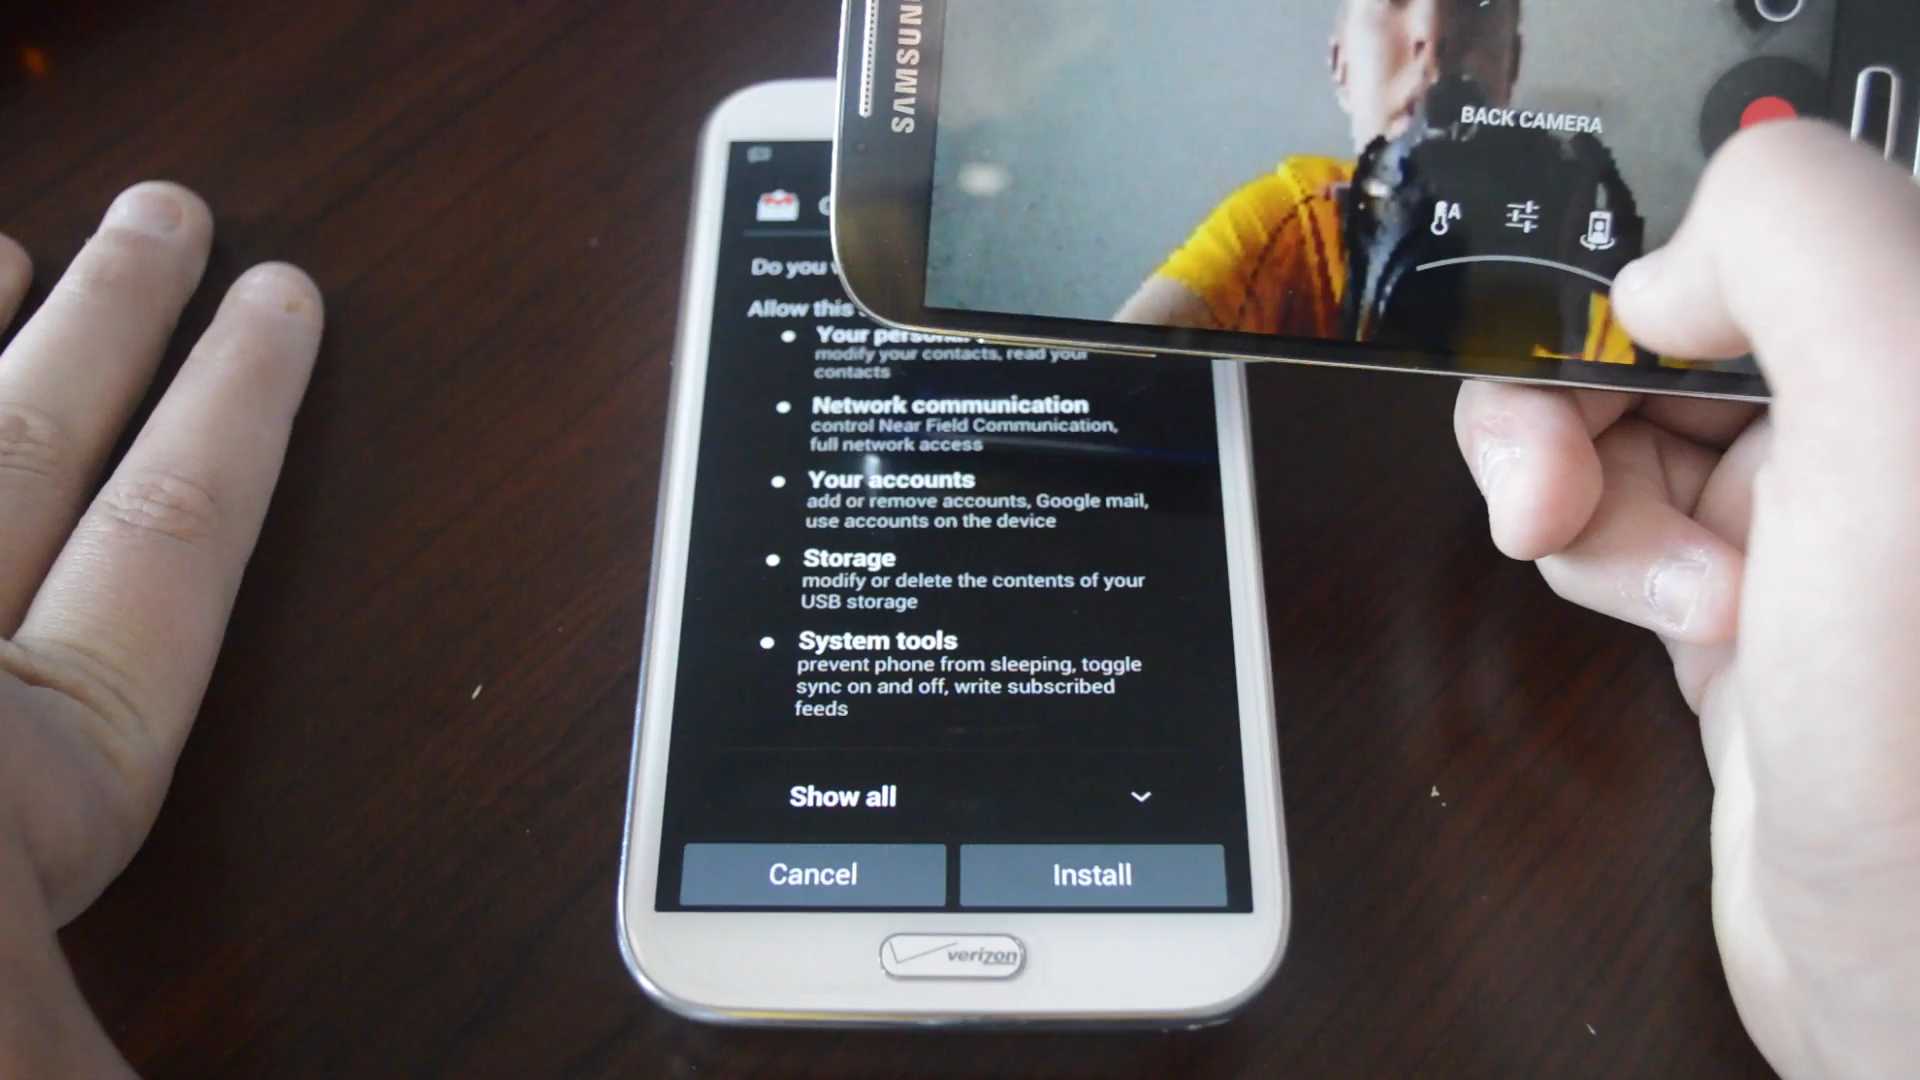 SAMSUN
BACK CAMERA
A
Do you
Allow this
Your personal
modify your contacts, read your
contacts
Network communication
control Near Field Communication,
full network access
Your accounts
add or remove accounts, Google mail,
use accounts on the device
Storage
modify or delete the contents of your
USB storage
System tools
prevent phone from sleeping, toggle
sync on and off, write subscribed
feeds
Show all
Cancel
Install
verizon